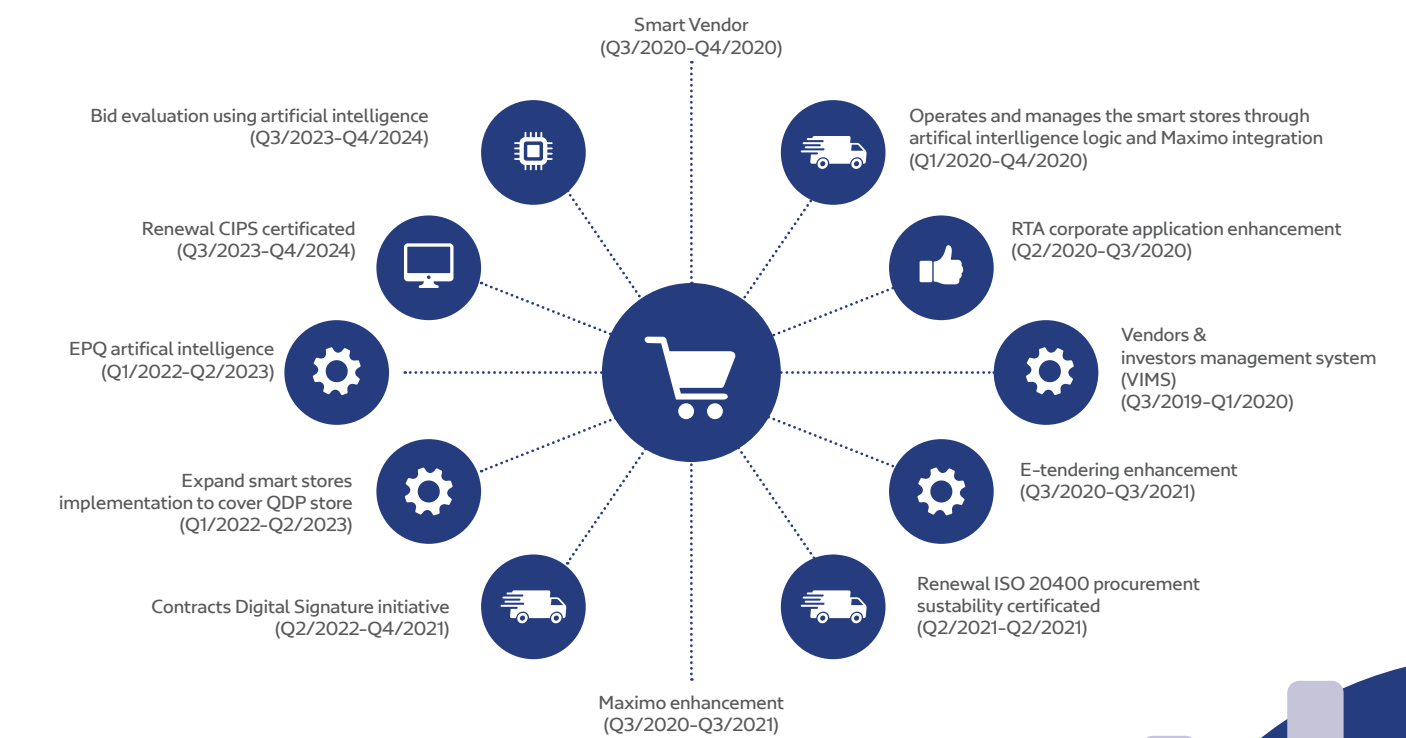 Smart Vendor
(Q3/2020-Q4/2020)
Operates and manages the smart stores through
artifical interlligence logic and Maximo integration
(Q1/2020-Q4/2020)
RTA corporate application enhancement
(Q2/2020-Q3/2020)
Vendors &
investors management system
(VIMS)
(Q3/2019-Q1/2020)
E-tendering enhancement
(Q3/2020-Q3/2021)
Renewal ISO 20400 procurement
sustability certificated
(Q2/2021-Q2/2021)
Maximo enhancement
(Q3/2020-Q3/2021)
Contracts Digital Signature initiative
(Q2/2022-Q4/2021)
Expand smart stores
implementation to cover QDP store
(Q1/2022-Q2/2023)
EPQ artifical intelligence
(Q1/2022-Q2/2023)
Renewal CIPS certificated
(Q3/2023-Q4/2024)
Bid evaluation using artificial intelligence
(Q3/2023-Q4/2024)